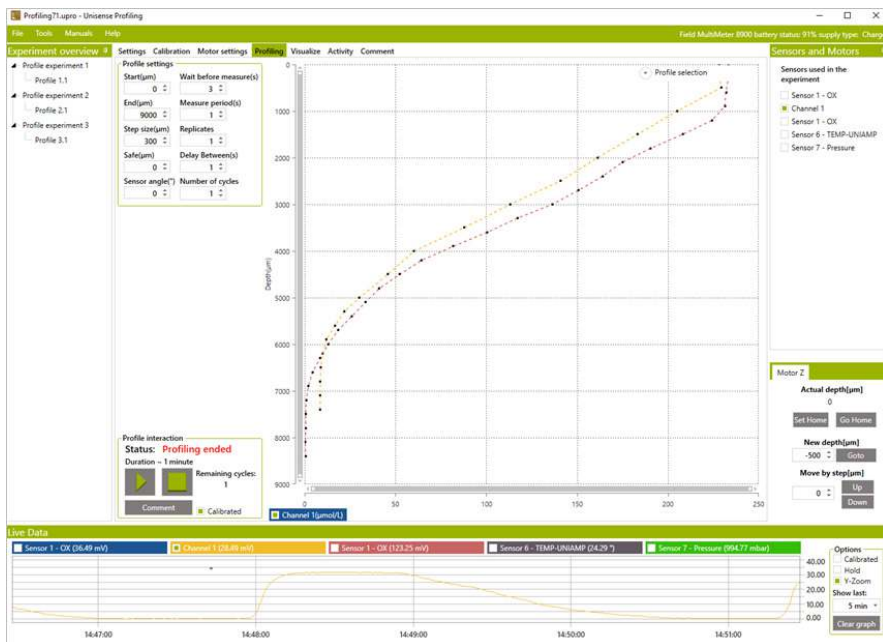 Profiling71.upro - Unisense Profiling
File Tools Manuals Help
Field MultiMeter 8900 battery status: 91% supply type: Charg
Experiment overview
Profile experiment 1
Profile 1.1
Profile experiment 2
Profile 2.1
Profile experiment 3
Profile 3.1
Settings Calibration Motor settings Profiling Visualize Activity Comment
Profile settings
Start(μm) Wait before measure(s)
0 3
End(μm) Measure period(s)
9000 1
Step size(μm) Replicates
300 1
Safe(μm) Delay Between(s)
0 1
Sensor angle(°) Number of cycles
0 1
Profile interaction
Status: Profiling ended
Duration ~ 1 minute
Remaining cycles:
1
Comment
Calibrated
Profile selection
Depth(μm)
0
1000
2000
3000
4000
5000
6000
7000
8000
9000
0 50 100 150 200 250
Channel 1(μmol/L)
Sensors and Motors
Sensors used in the
experiment
Sensor 1 - OX
Channel 1
Sensor 1 - OX
Sensor 6 - TEMP-UNIAMP
Sensor 7 - Pressure
Motor Z
Actual depth[μm]
0
Set Home Go Home
New depth[μm]
-500 Goto
Move by step[μm]
0 Up
Down
Live Data
Sensor 1 - OX (36.49 mV) Channel 1 (28.49 mV) Sensor 1 - OX (123.25 mV) Sensor 6 - TEMP-UNIAMP (24.29 °) Sensor 7 - Pressure (994.77 mbar)
40.00
30.00
20.00
10.00
0.00
14:47:00 14:48:00 14:49:00 14:50:00 14:51:00
Options
Calibrated
Hold
Y-Zoom
Show last:
5 min
Clear graph